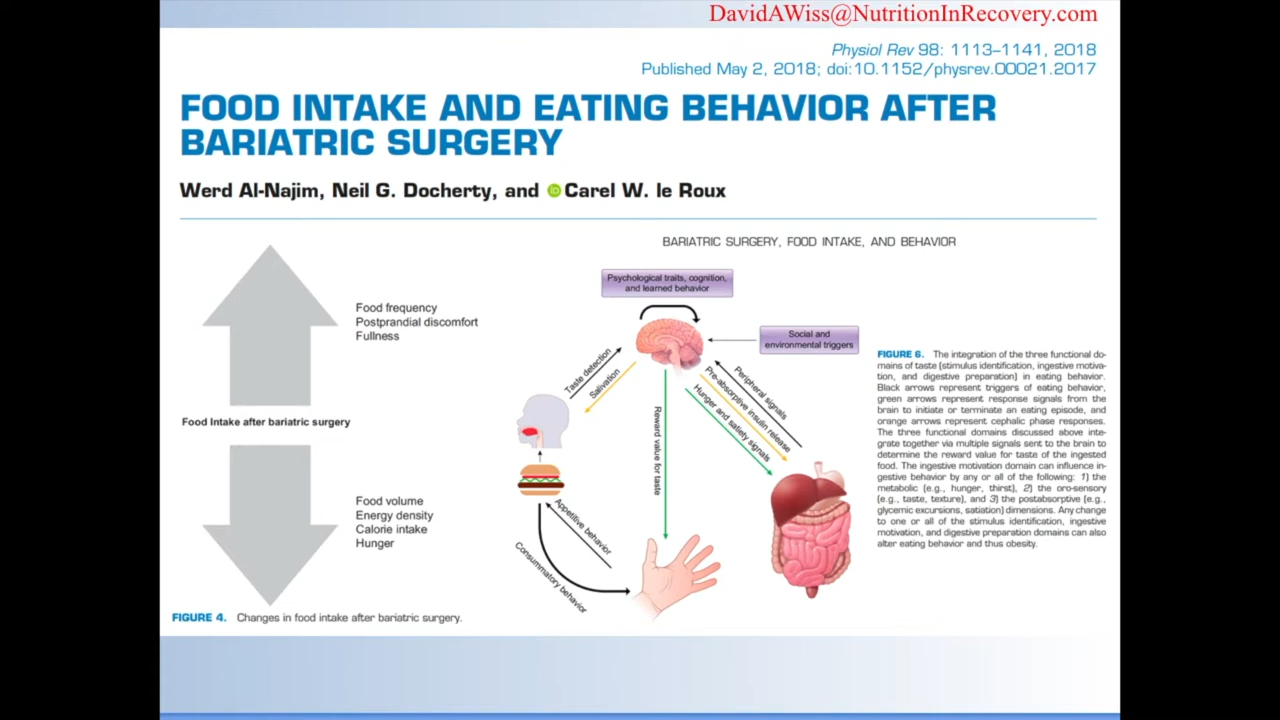 DavidAWiss@NutritionInRecovery.com
Physiol Rev 98: 1113–1141, 2018
Published May 2, 2018; doi:10.1152/physrev.00021.2017
FOOD INTAKE AND EATING BEHAVIOR AFTER
BARIATRIC SURGERY
Werd Al-Najim, Neil G. Docherty, and iD Carel W. le Roux
BARIATRIC SURGERY, FOOD INTAKE, AND BEHAVIOR
Food frequency
Postprandial discomfort
Fullness
Food Intake after bariatric surgery
Food volume
Energy density
Calorie intake
Hunger
FIGURE 4. Changes in food intake after bariatric surgery.
Psychological traits, cognition,
and learned behavior
Social and
environmental triggers
Taste detection
Salivation
Reward value for taste
Peripheral signals
Pre-absorptive insulin release
Hunger and satiety signals
Appetitive behavior
Consummatory behavior
FIGURE 6. The integration of the three functional do-
mains of taste (stimulus identification, ingestive motiva-
tion, and digestive preparation) in eating behavior.
Black arrows represent triggers of eating behavior,
green arrows represent response signals from the
brain to initiate or terminate an eating episode, and
orange arrows represent cephalic phase responses.
The three functional domains discussed above inte-
grate together via multiple signals sent to the brain to
determine the reward value for taste of the ingested
food. The ingestive motivation domain can influence in-
gestive behavior by any or all of the following: 1) the
metabolic (e.g., hunger, thirst), 2) the oro-sensory
(e.g., taste, texture), and 3) the postabsorptive (e.g.,
glycemic excursions, satiation) dimensions. Any change
to one or all of the stimulus identification, ingestive
motivation, and digestive preparation domains can also
alter eating behavior and thus obesity.